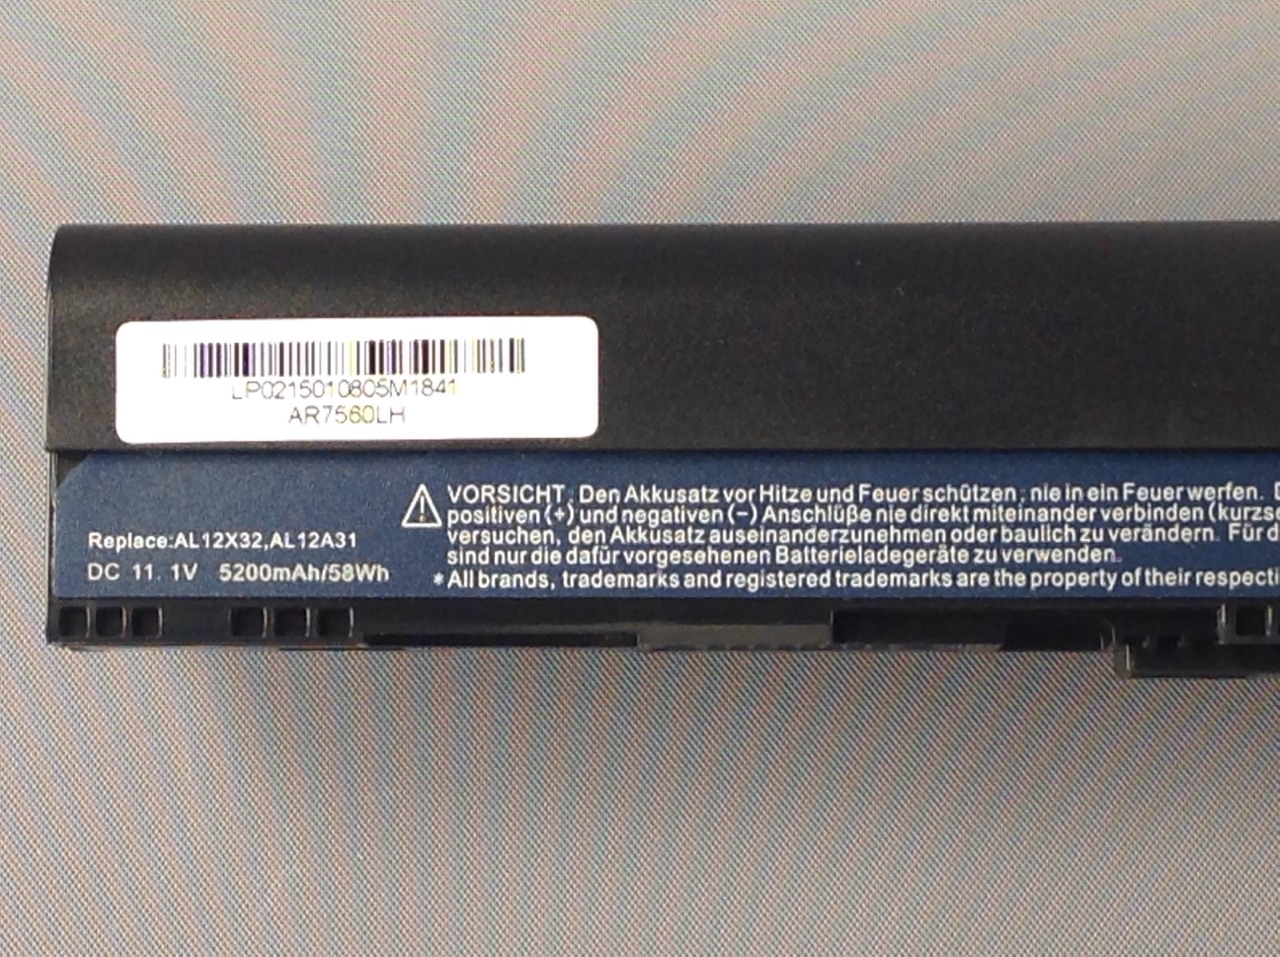 LP0215010805M1841
AR7560LH
Replace:AL12X32,AL12A31
DC 11.1V 5200mAh/58Wh
VORSICHT: Den Akkusatz vor Hitze und Feuer schützen, nie in ein Feuer werfen.
positiven (+) und negativen (-) Anschlüße nie direkt miteinander verbinden (kurzsc
versuchen, den Akkusatz auseinanderzunehmen oder baulich zu verändern. Für d
sind nur die dafür vorgesehenen Batterieladegeräte zu verwenden.
*All brands, trademarks and registered trademarks are the property of their respecti